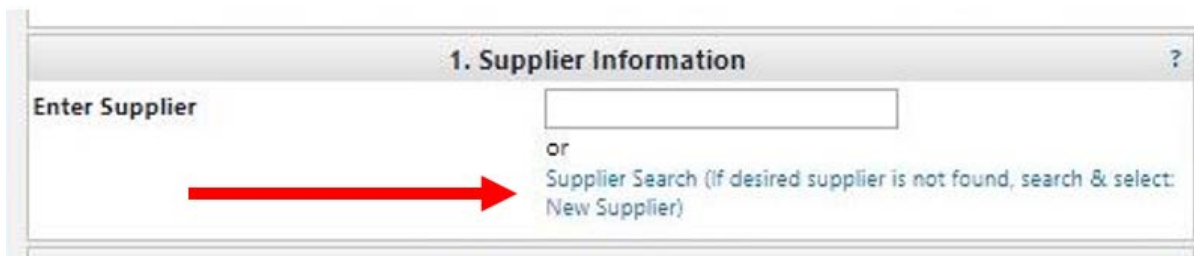 1. Supplier Information ?
Enter Supplier
or
Supplier Search (If desired supplier is not found, search & select:
New Supplier)